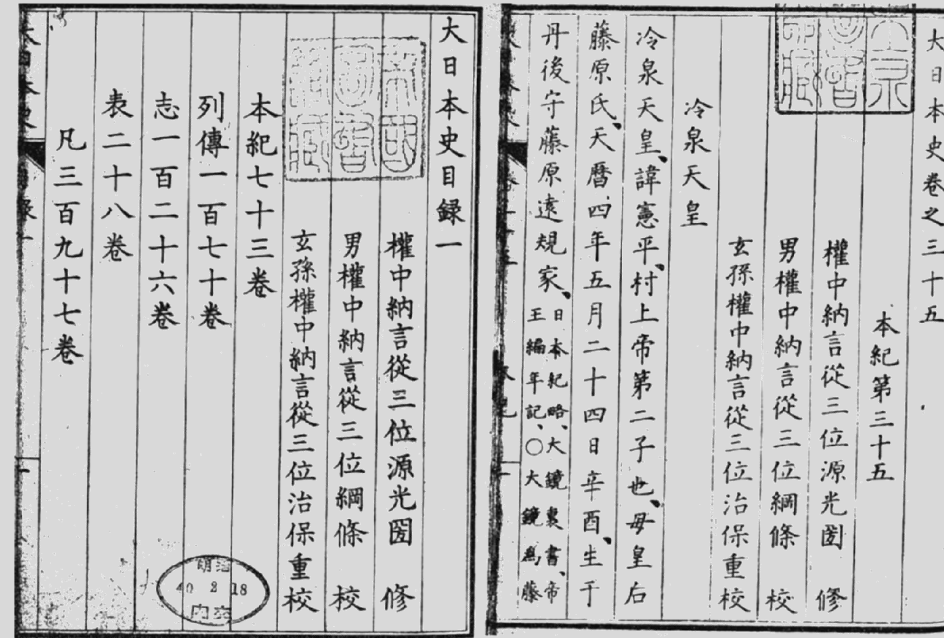 大日本史卷之三十五
本紀第三十五
權中納言從三位源光圀 修
男權中納言從三位綱條 校
玄孫權中納言從三位治保重校
冷泉天皇
冷泉天皇、諱憲平、村上帝第二子也、母皇后
藤原氏、天曆四年五月二十四日辛酉、生于
丹後守藤原遠規家、日本紀略、大鏡裏書、帝
王編年記、〇大鏡爲藤
大日本史目録一
權中納言從三位源光圀 修
男權中納言從三位綱條 校
玄孫權中納言從三位治保重校
本紀七十三卷
列傳一百七十卷
志一百二十六卷
表二十八卷
凡三百九十七卷
明治
40 2 18
内交